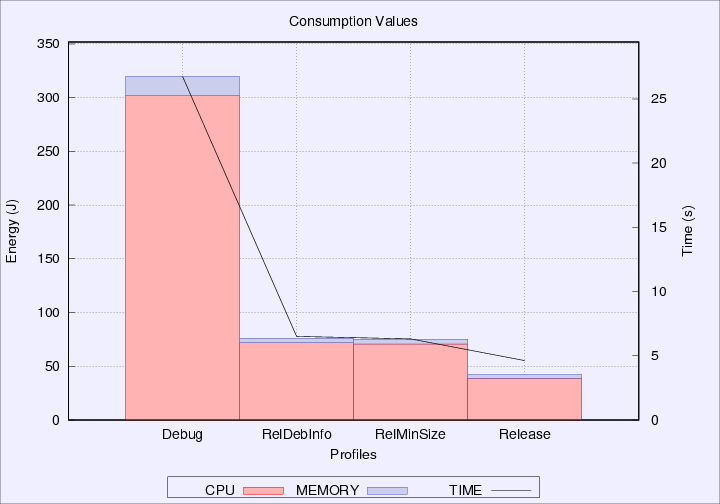 Consumption Values
350
300
250
200
150
100
50
0
Energy (J)
25
20
15
10
5
0
Time (s)
Debug RelDebInfo RelMinSize Release
Profiles
CPU MEMORY TIME